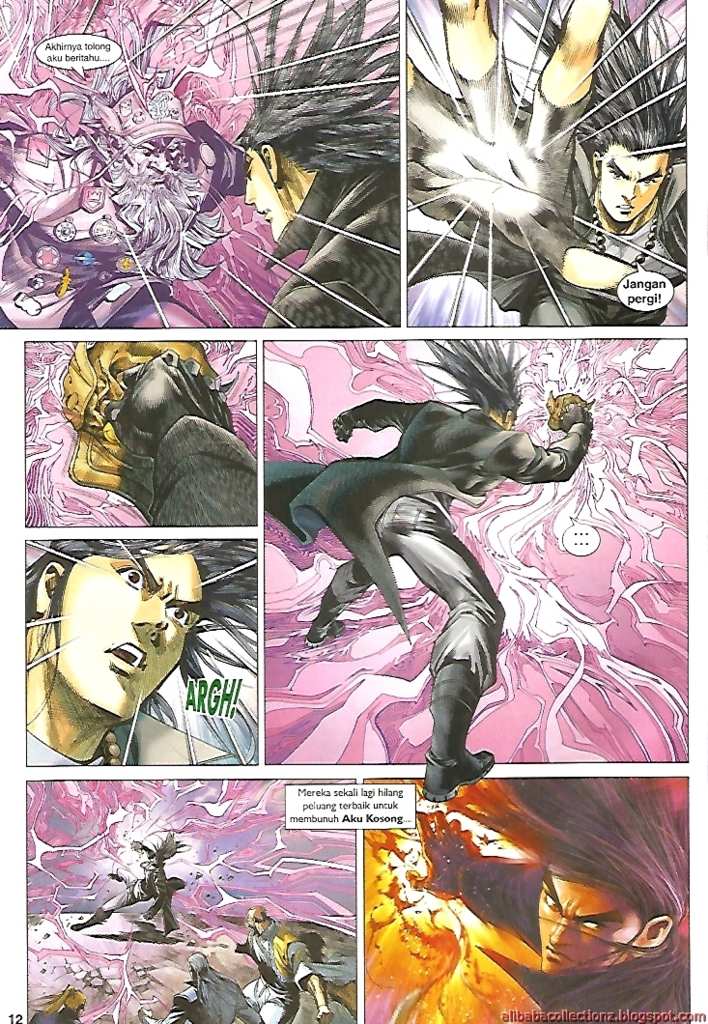 Akhirnya tolong
aku beritahu....
Jangan
pergi!
...
...
ARGH!
Mereka sekali lagi hilang
peluang terbaik untuk
membunuh Aku Kosong...
12
alibabacollectionz.blogspot.com